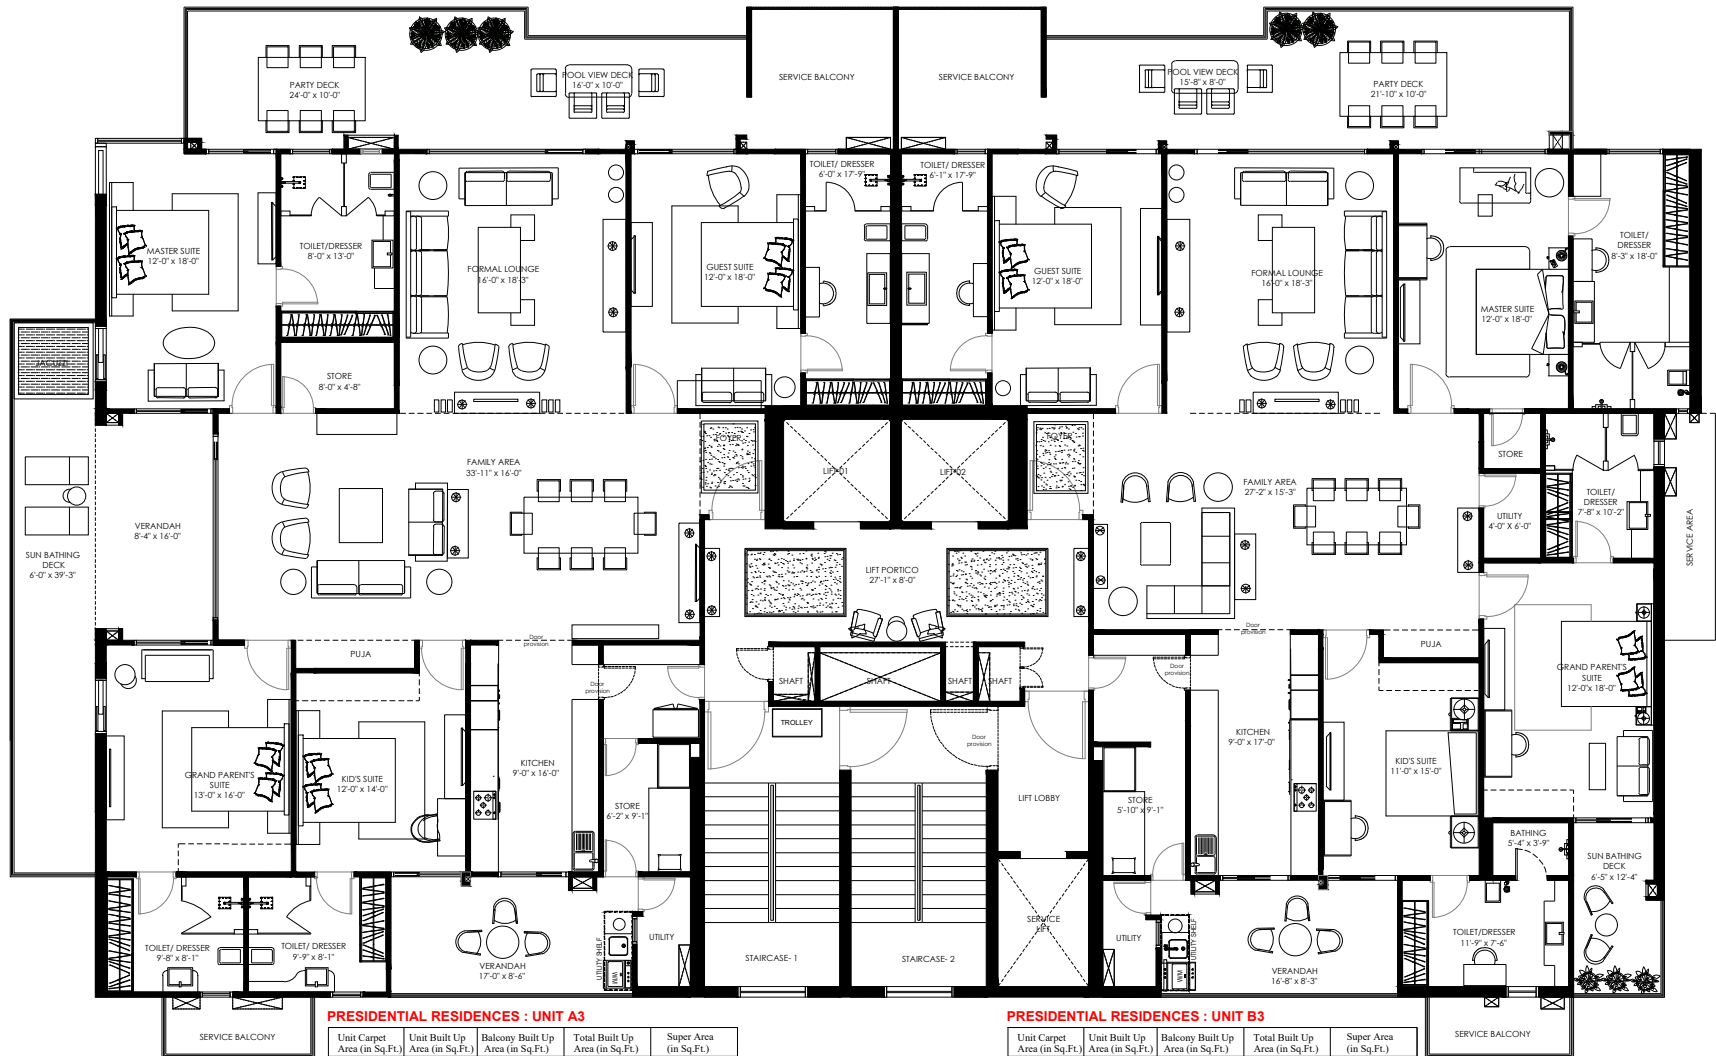 PARTY DECK
24'-0" x 10'-0"
POOL VIEW DECK
16'-0" x 10'-0"
SERVICE BALCONY
SERVICE BALCONY
POOL VIEW DECK
15'-8" x 8'-0"
PARTY DECK
21'-10" x 10'-0"
MASTER SUITE
12'-0" x 18'-0"
TOILET/DRESSER
8'-0" x 13'-0"
FORMAL LOUNGE
16'-0" x 18'-3"
GUEST SUITE
12'-0" x 18'-0"
TOILET/ DRESSER
6'-0" x 17'-9"
TOILET/ DRESSER
6'-1" x 17'-9"
GUEST SUITE
12'-0" x 18'-0"
FORMAL LOUNGE
16'-0" x 18'-3"
MASTER SUITE
12'-0" x 18'-0"
TOILET/
DRESSER
8'-3" x 18'-0"
JACUZZI
STORE
8'-0" x 4'-8"
FOYER
LIFT-01
LIFT-02
FOYER
STORE
FAMILY AREA
33'-11" x 16'-0"
FAMILY AREA
27'-2" x 15'-3"
UTILITY
4'-0" X 6'-0"
TOILET/
DRESSER
7'-8" x 10'-2"
SERVICE AREA
VERANDAH
8'-4" x 16'-0"
SUN BATHING
DECK
6'-0" x 39'-3"
LIFT PORTICO
27'-1" x 8'-0"
PUJA
Door
provision
Door
provision
PUJA
Door
provision
SHAFT
SHAFT
SHAFT
SHAFT
Door
provision
GRAND PARENT'S
SUITE
12'-0"x 18'-0"
TROLLEY
Door
provision
GRAND PARENT'S
SUITE
13'-0" x 16'-0"
KID'S SUITE
12'-0" x 14'-0"
KITCHEN
9'-0" x 16'-0"
KITCHEN
9'-0" x 17'-0"
KID'S SUITE
11'-0" x 15'-0"
STORE
6'-2" x 9'-1"
LIFT LOBBY
STORE
5'-10" x 9'-1"
BATHING
5'-4" x 3'-9"
SUN BATHING
DECK
6'-5" x 12'-4"
TOILET/ DRESSER
9'-8" x 8'-1"
TOILET/ DRESSER
9'-9" x 8'-1"
VERANDAH
17'-0" x 8'-6"
UTILITY SHELF
W/M
UTILITY
STAIRCASE- 1
STAIRCASE- 2
SERVICE
LIFT
UTILITY
UTILITY SHELF
W/M
VERANDAH
16'-8" x 8'-3"
TOILET/DRESSER
11'-9" x 7'-6"
SERVICE BALCONY
SERVICE BALCONY
PRESIDENTIAL RESIDENCES : UNIT A3
Unit Carpet Area (in Sq.Ft.) Unit Built Up Area (in Sq.Ft.) Balcony Built Up Area (in Sq.Ft.) Total Built Up Area (in Sq.Ft.) Super Area (in Sq.Ft.)
PRESIDENTIAL RESIDENCES : UNIT B3
Unit Carpet Area (in Sq.Ft.) Unit Built Up Area (in Sq.Ft.) Balcony Built Up Area (in Sq.Ft.) Total Built Up Area (in Sq.Ft.) Super Area (in Sq.Ft.)